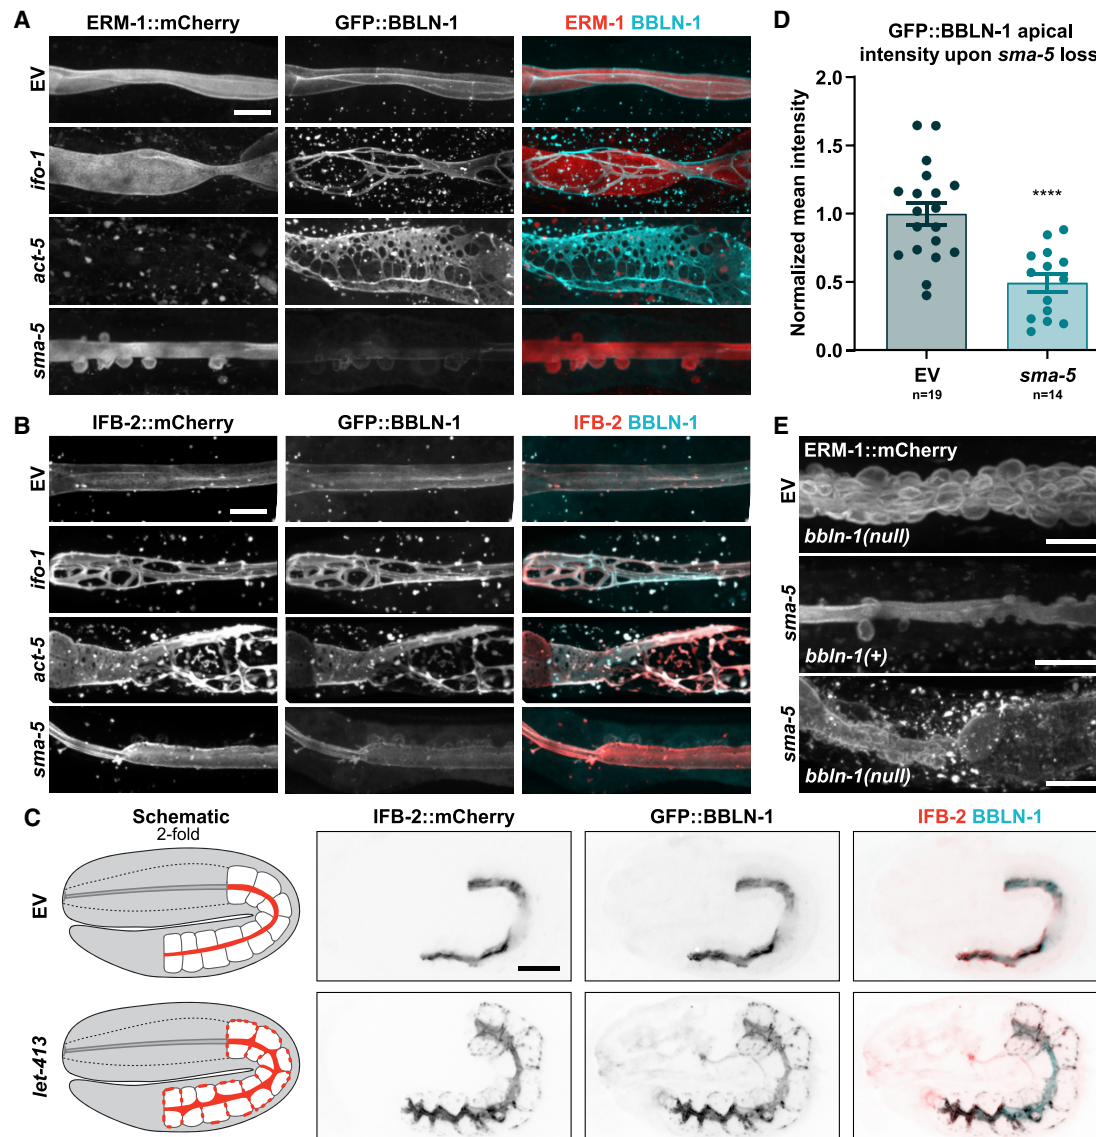 A
ERM-1::mCherry
GFP::BBLN-1
ERM-1 BBLN-1
EV
ifo-1
act-5
sma-5
B
IFB-2::mCherry
GFP::BBLN-1
IFB-2 BBLN-1
EV
ifo-1
act-5
sma-5
C
Schematic
2-fold
IFB-2::mCherry
GFP::BBLN-1
IFB-2 BBLN-1
EV
let-413
D
GFP::BBLN-1 apical
intensity upon sma-5 loss
Normalized mean intensity
2.0
1.5
1.0
0.5
0.0
****
EV
sma-5
n=19
n=14
E
ERM-1::mCherry
EV
bbln-1(null)
sma-5
bbln-1(+)
sma-5
bbln-1(null)